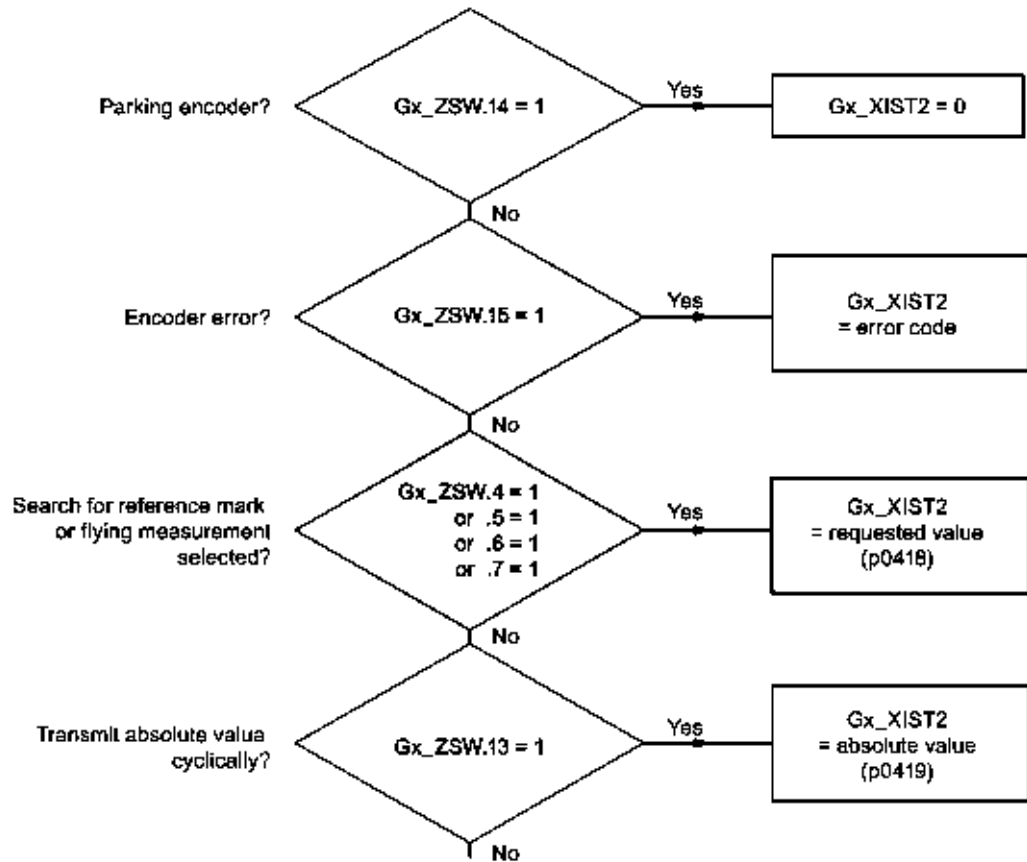 Parking encoder?
Gx_ZSW.14 = 1
Yes
Gx_XIST2 = 0
No
Encoder error?
Gx_ZSW.15 = 1
Yes
Gx_XIST2
= error code
No
Search for reference mark
or flying measurement
selected?
Gx_ZSW.4 = 1
or .5 = 1
or .6 = 1
or .7 = 1
Yes
Gx_XIST2
= requested value
(p0418)
No
Transmit absolute value
cyclically?
Gx_ZSW.13 = 1
Yes
Gx_XIST2
= absolute value
(p0419)
No